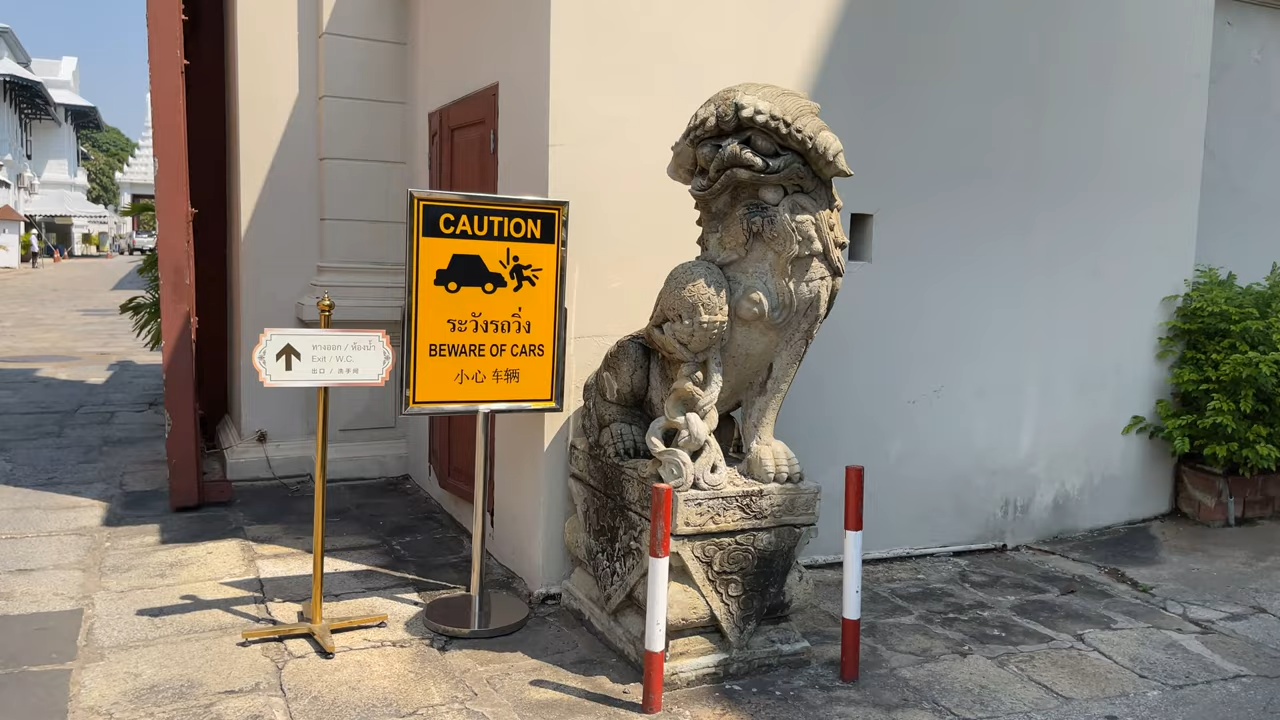 ทางออก / ห้องน้ำ
Exit / W.C.
出口 / 洗手间
CAUTION
ระวังรถวิ่ง
BEWARE OF CARS
小心 车辆